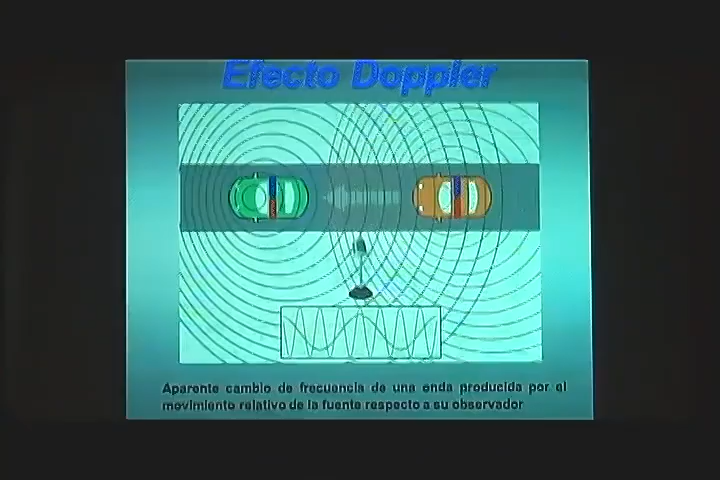 Efecto Doppler
Aparente cambio de frecuencia de una onda producida por el
movimiento relativo de la fuente respecto a su observador